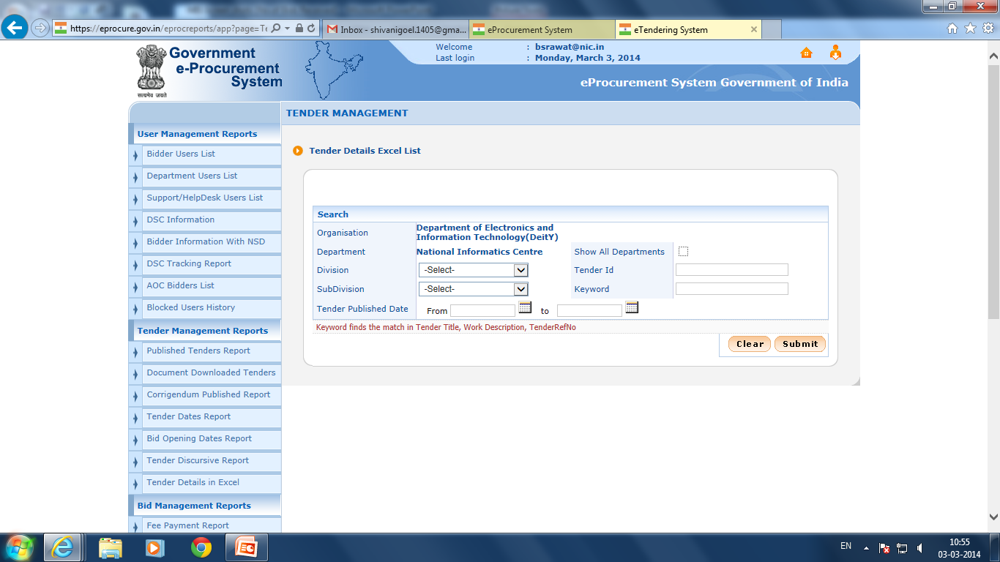 https://eprocure.gov.in/eprocreports/app?page=Te
Inbox - shivanigoel.1405@gma...
eProcurement System
eTendering System
Government
e-Procurement
System
सत्यमेव जयते
Welcome : bsrawat@nic.in
Last login : Monday, March 3, 2014
eProcurement System Government of India
TENDER MANAGEMENT
User Management Reports
Bidder Users List
Department Users List
Support/HelpDesk Users List
DSC Information
Bidder Information With NSD
DSC Tracking Report
AOC Bidders List
Blocked Users History
Tender Management Reports
Published Tenders Report
Document Downloaded Tenders
Corrigendum Published Report
Tender Dates Report
Bid Opening Dates Report
Tender Discursive Report
Tender Details in Excel
Bid Management Reports
Fee Payment Report
Tender Details Excel List
Search
Organisation Department of Electronics and
Information Technology(DeitY)
Department National Informatics Centre Show All Departments
Division -Select- Tender Id
SubDivision -Select- Keyword
Tender Published Date From to
Keyword finds the match in Tender Title, Work Description, TenderRefNo
Clear Submit
EN
10:55
03-03-2014